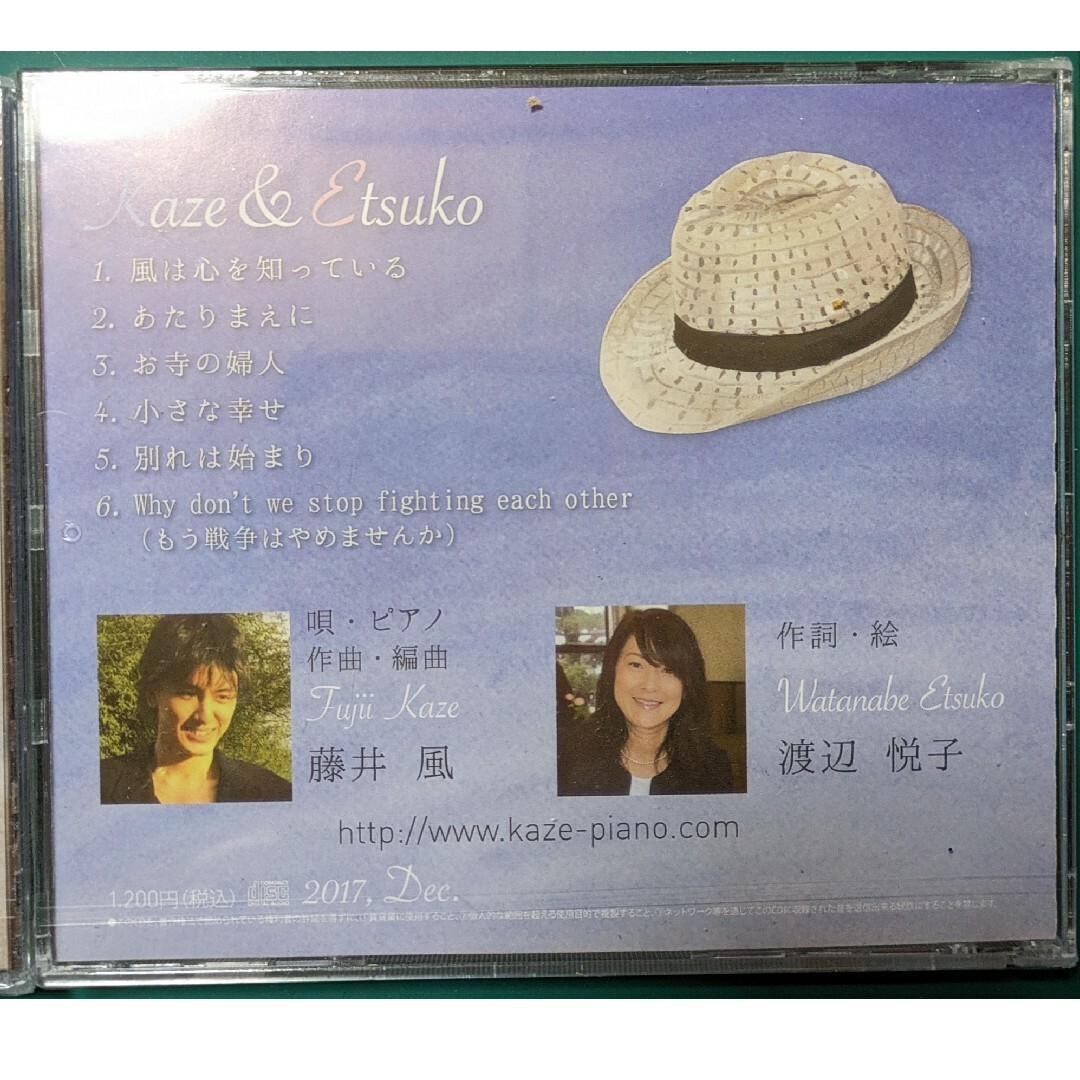 Kaze & Etsuko
1. 風は心を知っている
2. あたりまえに
3. お寺の婦人
4. 小さな幸せ
5. 別れは始まり
6. Why don't we stop fighting each other
（もう戦争はやめませんか）
唄・ピアノ
作曲・編曲
Fujii Kaze
藤井 風
作詞・絵
Watanabe Etsuko
渡辺 悦子
http://www.kaze-piano.com
1,200円（税込） COMPACT disc 2017, Dec.